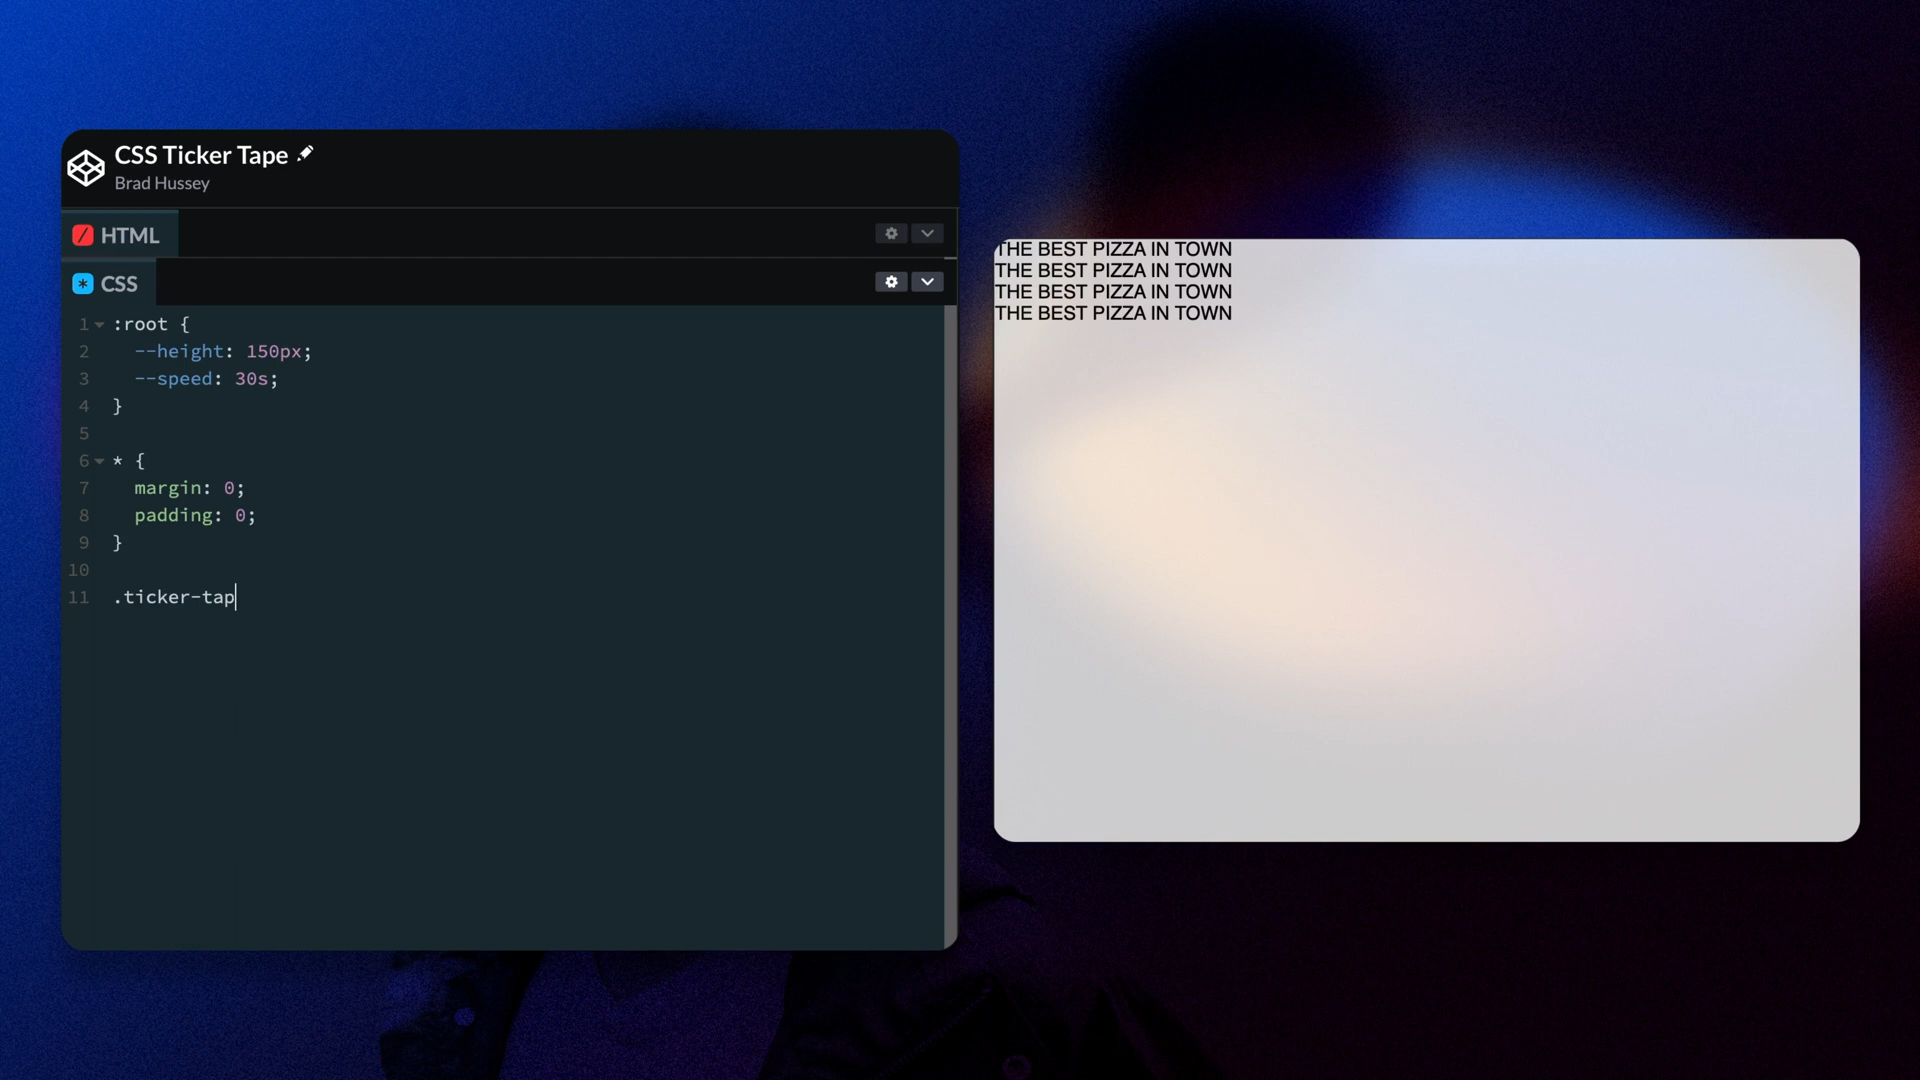 CSS Ticker Tape
Brad Hussey
HTML
CSS
1 :root {
2 --height: 150px;
3 --speed: 30s;
4 }
5
6 * {
7 margin: 0;
8 padding: 0;
9 }
10
11 .ticker-tap
THE BEST PIZZA IN TOWN
THE BEST PIZZA IN TOWN
THE BEST PIZZA IN TOWN
THE BEST PIZZA IN TOWN